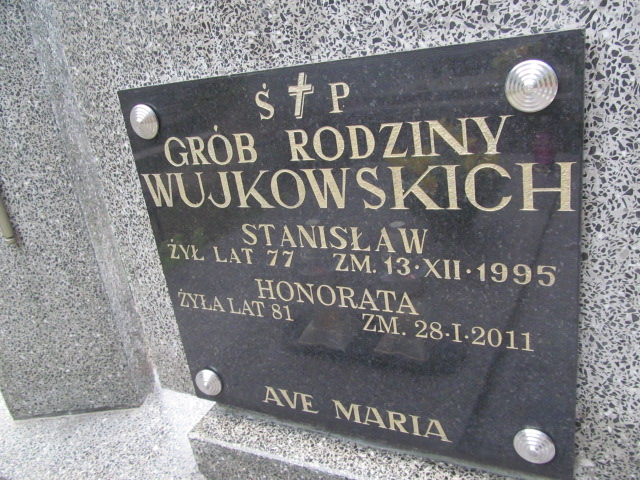 Ś † P
GRÓB RODZINY
WUJKOWSKICH
STANISŁAW
ŻYŁ LAT 77 ZM. 13·XII·1995
HONORATA
ŻYŁA LAT 81 ZM. 28·I·2011
AVE MARIA